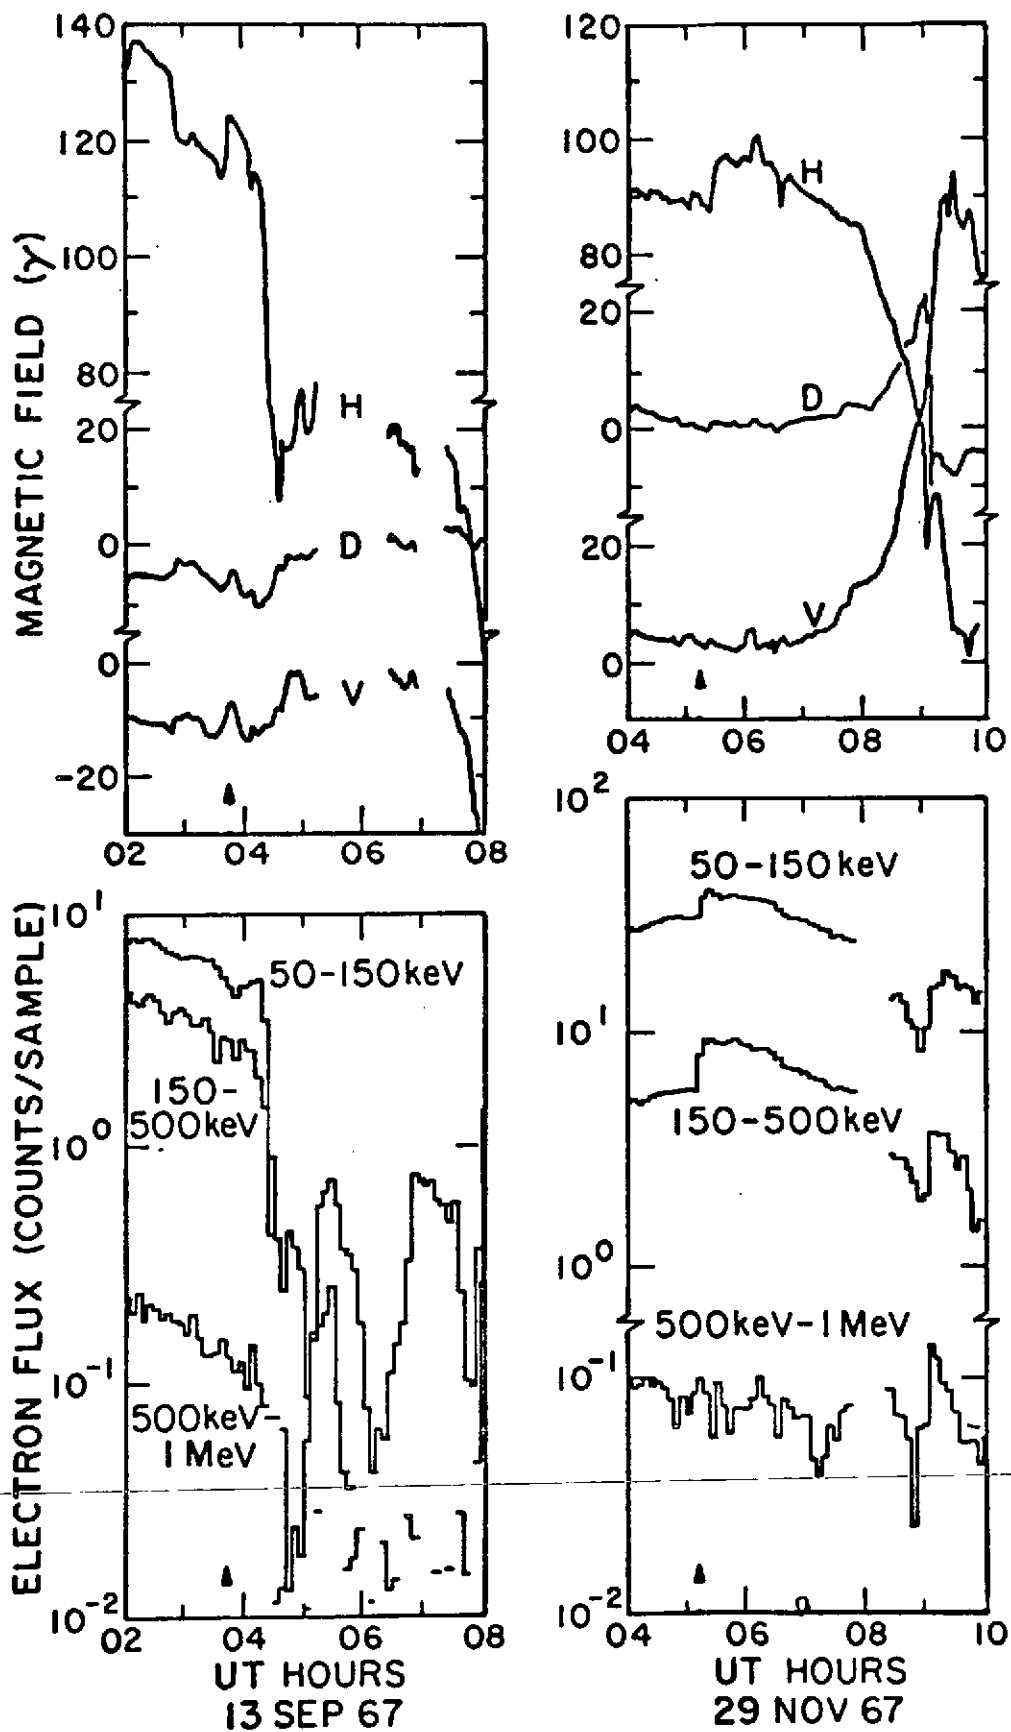 MAGNETIC FIELD (γ)
140
120
100
80
20
0
0
-20
H
D
V
02 04 06 08
120
100
80
20
0
20
0
H
D
V
04 06 08 10
ELECTRON FLUX (COUNTS/SAMPLE)
10¹
10⁰
10⁻¹
10⁻²
50-150keV
150-
500keV
500keV-
1 MeV
02 04 06 08
UT HOURS
13 SEP 67
10²
10¹
10⁰
10⁻¹
10⁻²
50-150keV
150-500keV
500keV-1 MeV
04 06 08 10
UT HOURS
29 NOV 67